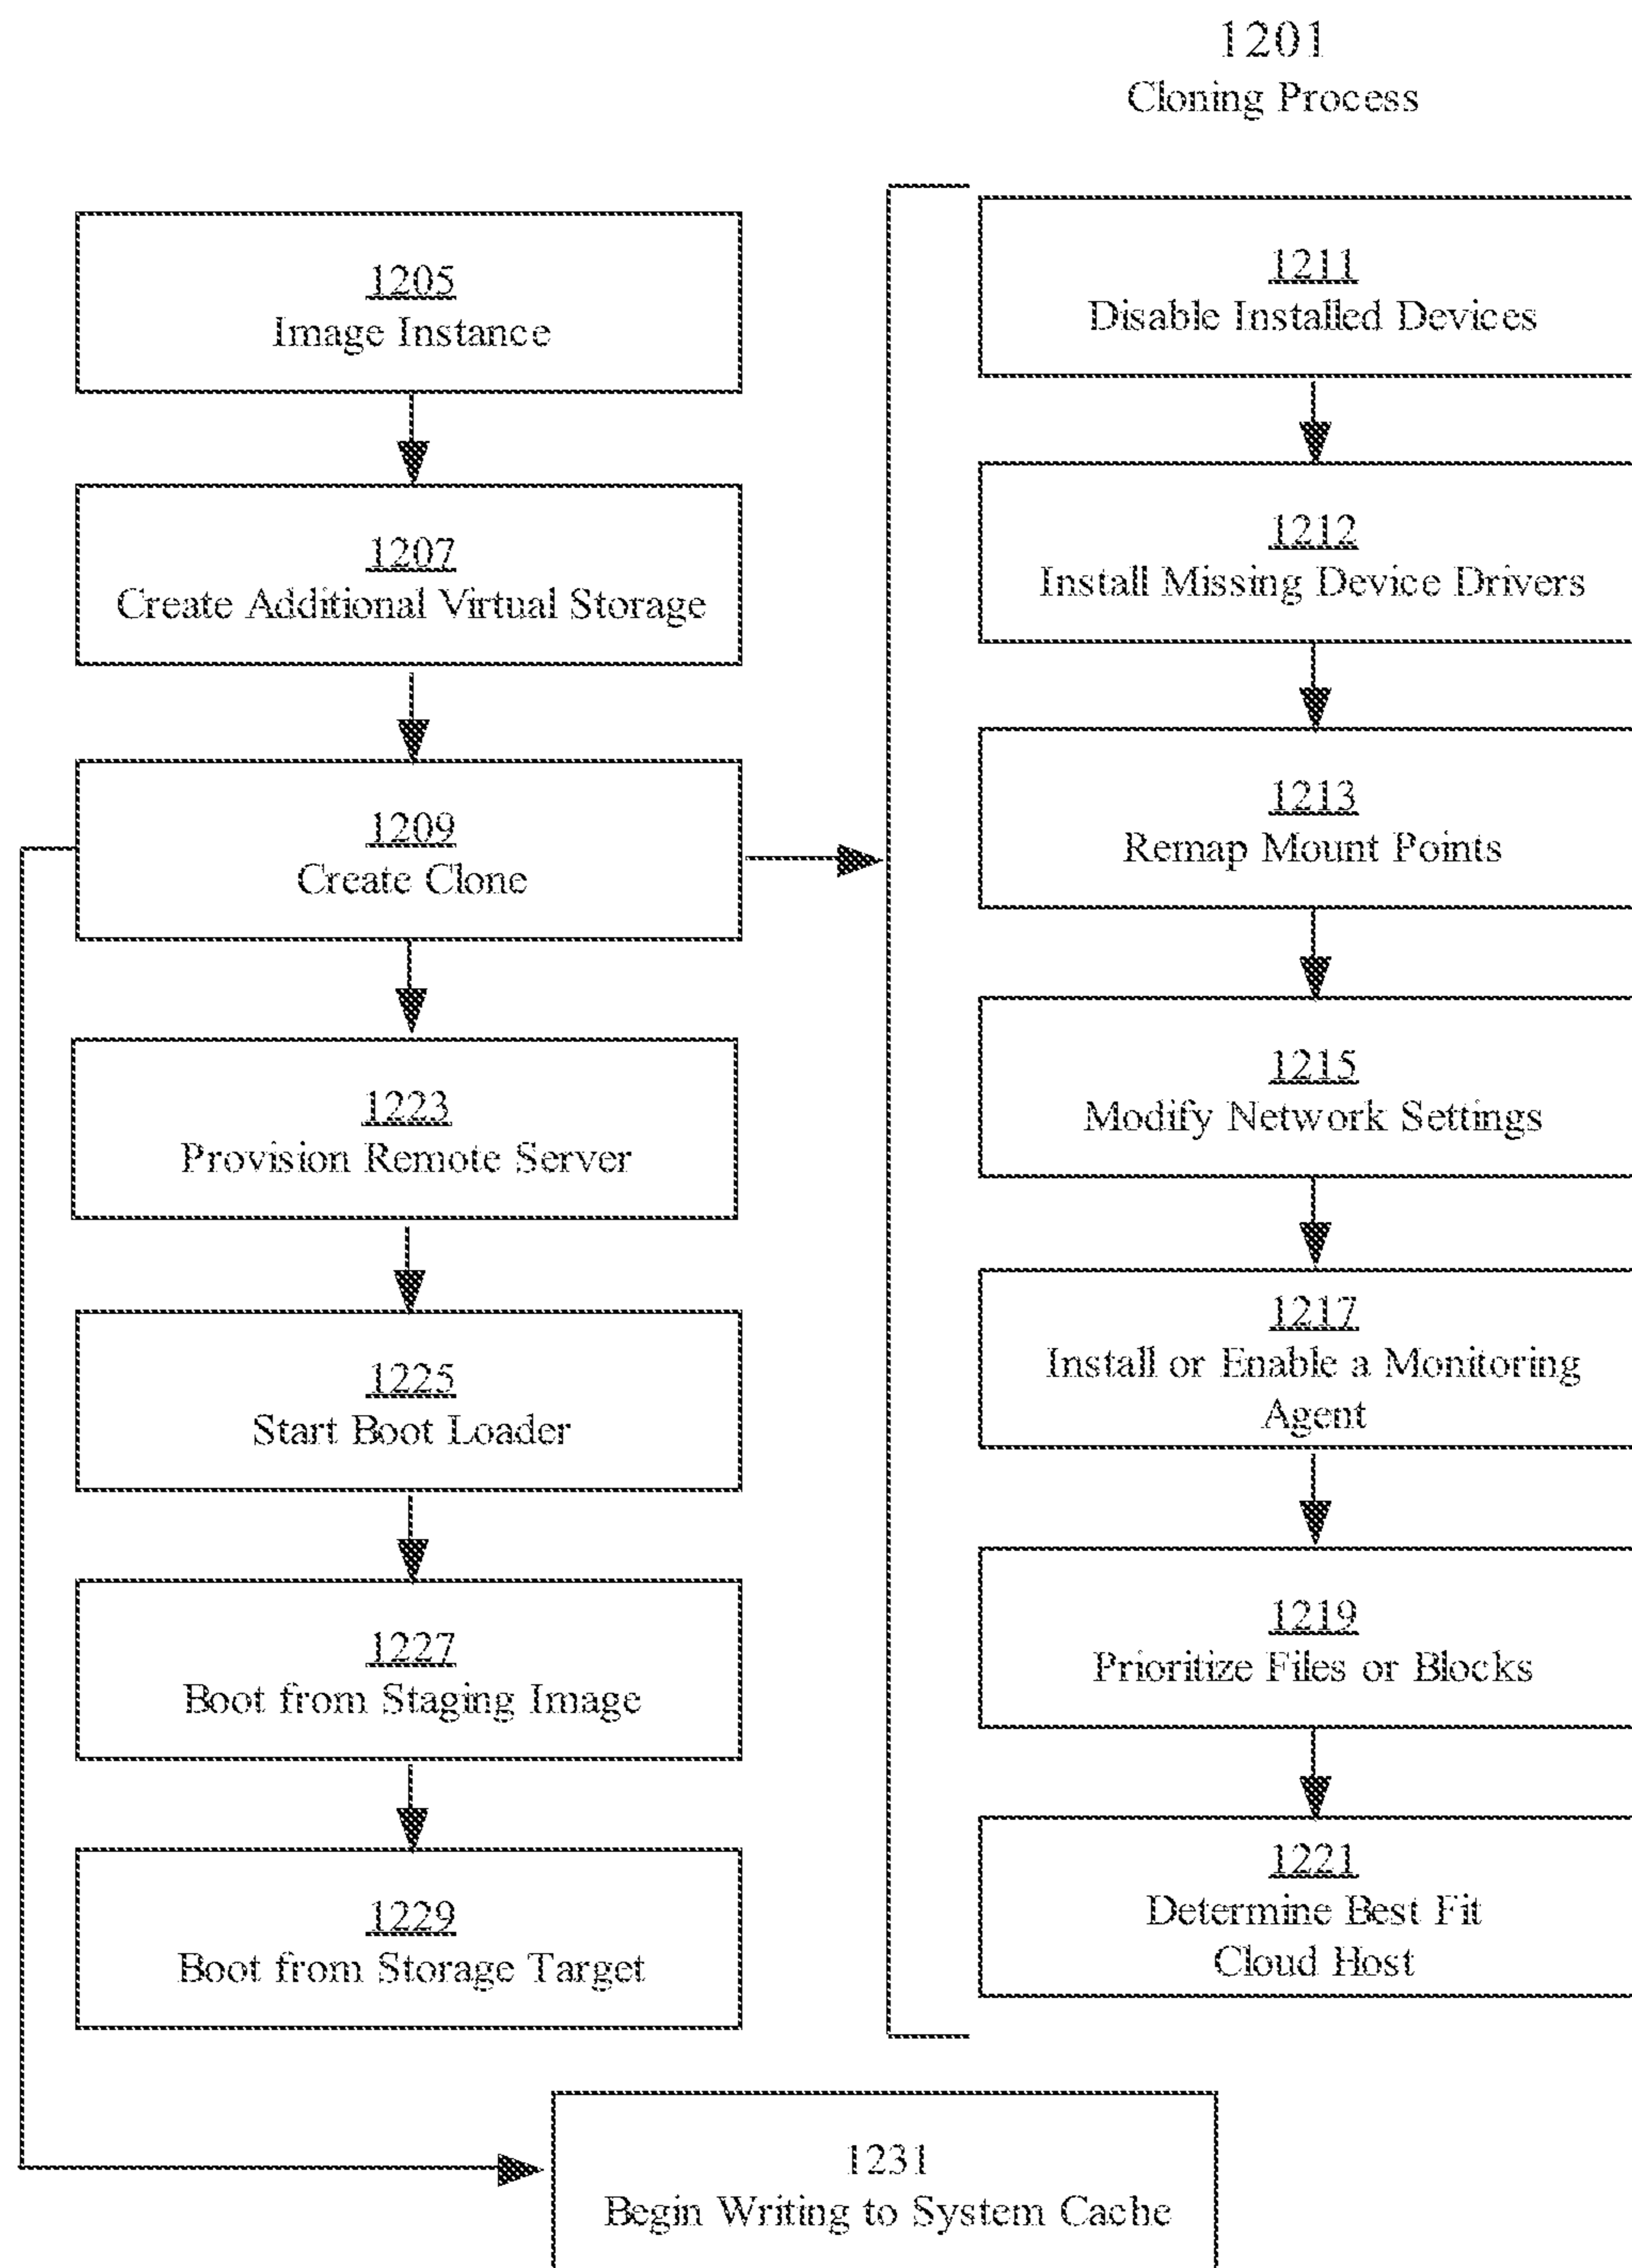 1201
Cloning Process
1205
Image Instance
1207
Create Additional Virtual Storage
1209
Create Clone
1223
Provision Remote Server
1225
Start Boot Loader
1227
Boot from Staging Image
1229
Boot from Storage Target
1211
Disable Installed Devices
1212
Install Missing Device Drivers
1213
Remap Mount Points
1215
Modify Network Settings
1217
Install or Enable a Monitoring
Agent
1219
Prioritize Files or Blocks
1221
Determine Best Fit
Cloud Host
1231
Begin Writing to System Cache